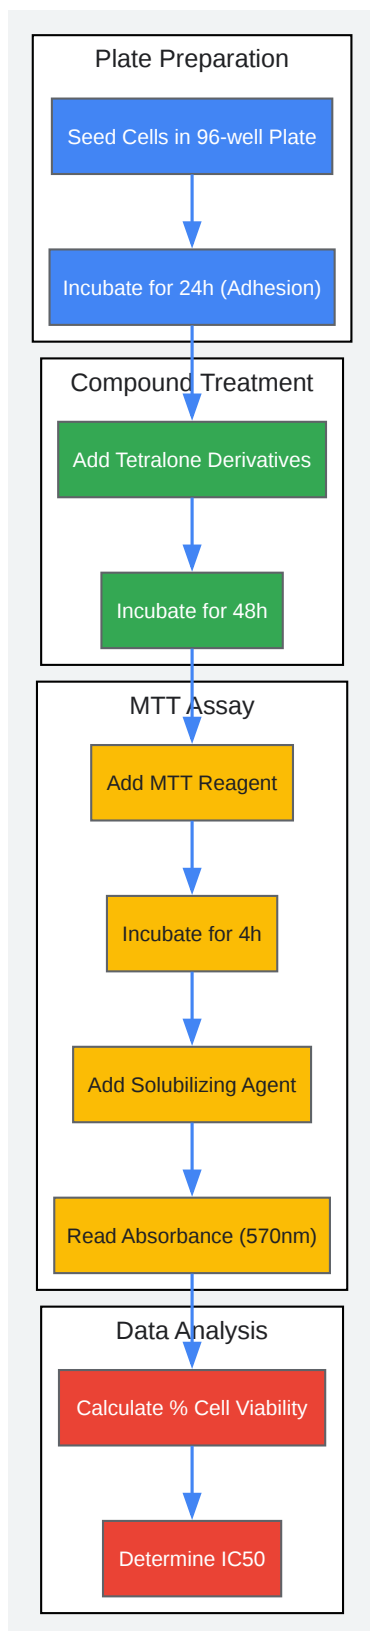 Plate Preparation
Seed Cells in 96-well Plate
Incubate for 24h (Adhesion)
Compound Treatment
Add Tetralone Derivatives
Incubate for 48h
MTT Assay
Add MTT Reagent
Incubate for 4h
Add Solubilizing Agent
Read Absorbance (570nm)
Data Analysis
Calculate % Cell Viability
Determine IC50